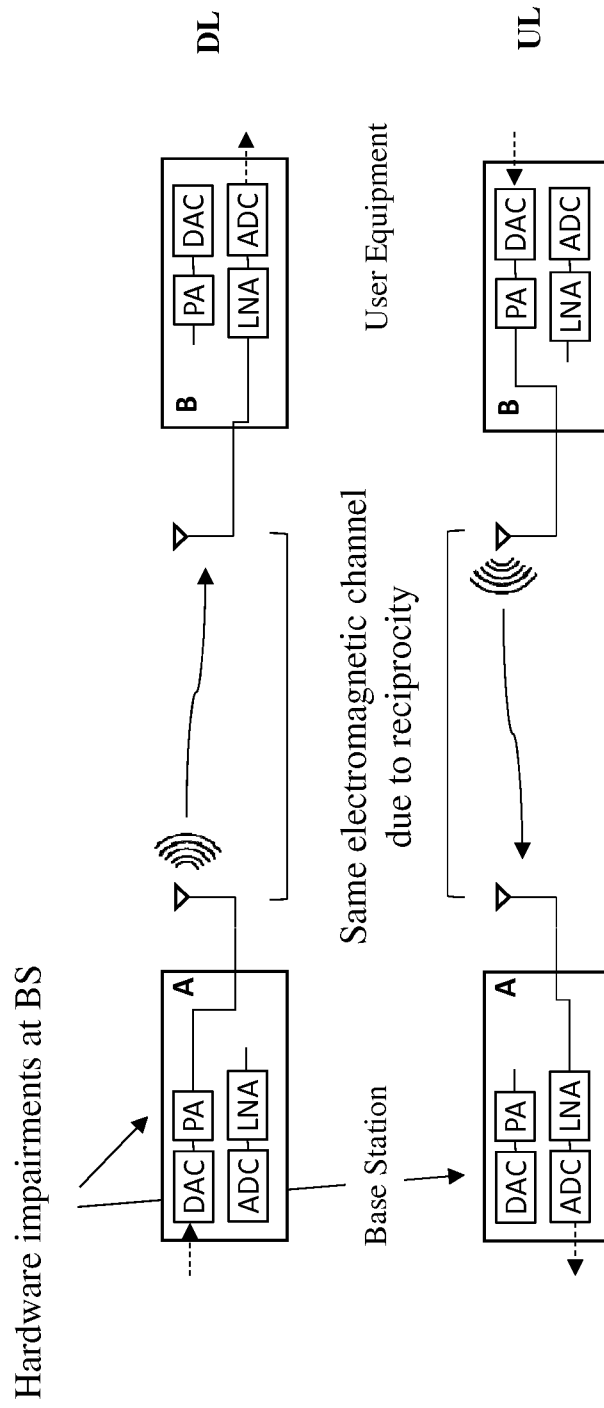 Hardware impairments at BS
DAC PA A
ADC LNA
B PA DAC
LNA ADC
DL
Base Station
Same electromagnetic channel
due to reciprocity
User Equipment
DAC PA A
ADC LNA
B PA DAC
LNA ADC
UL